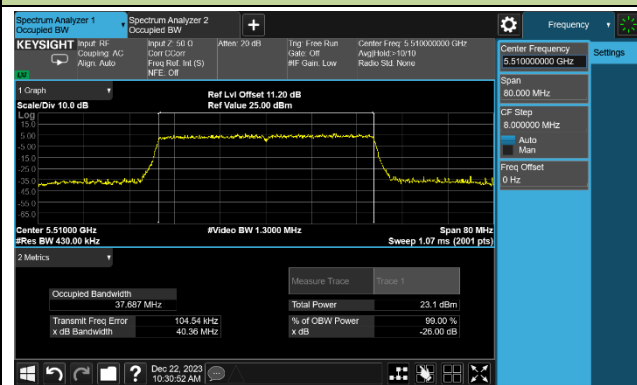 Spectrum Analyzer 1
Occupied BW
Spectrum Analyzer 2
Occupied BW
Frequency
KEYSIGHT
Input: RF
Coupling: AC
Align: Auto
Input Z: 50 Ω
Corr CCorr
Freq Ref: Int (S)
NFE: Off
Atten: 20 dB
Trig: Free Run
Gate: Off
#IF Gain: Low
Center Freq: 5.510000000 GHz
Avg|Hold:>10/10
Radio Std: None
Center Frequency
5.510000000 GHz
Settings
Span
80.000 MHz
CF Step
8.000000 MHz
Auto
Man
Freq Offset
0 Hz
1 Graph
Scale/Div 10.0 dB
Ref Lvl Offset 11.20 dB
Ref Value 25.00 dBm
Log
15.0
5.00
-5.00
-15.0
-25.0
-35.0
-45.0
-55.0
-65.0
Center 5.51000 GHz
#Res BW 430.00 kHz
#Video BW 1.3000 MHz
Span 80 MHz
Sweep 1.07 ms (2001 pts)
2 Metrics
Measure Trace
Trace 1
Occupied Bandwidth
37.687 MHz
Total Power
23.1 dBm
Transmit Freq Error
104.54 kHz
% of OBW Power
99.00 %
x dB Bandwidth
40.36 MHz
x dB
-26.00 dB
Dec 22, 2023
10:30:52 AM